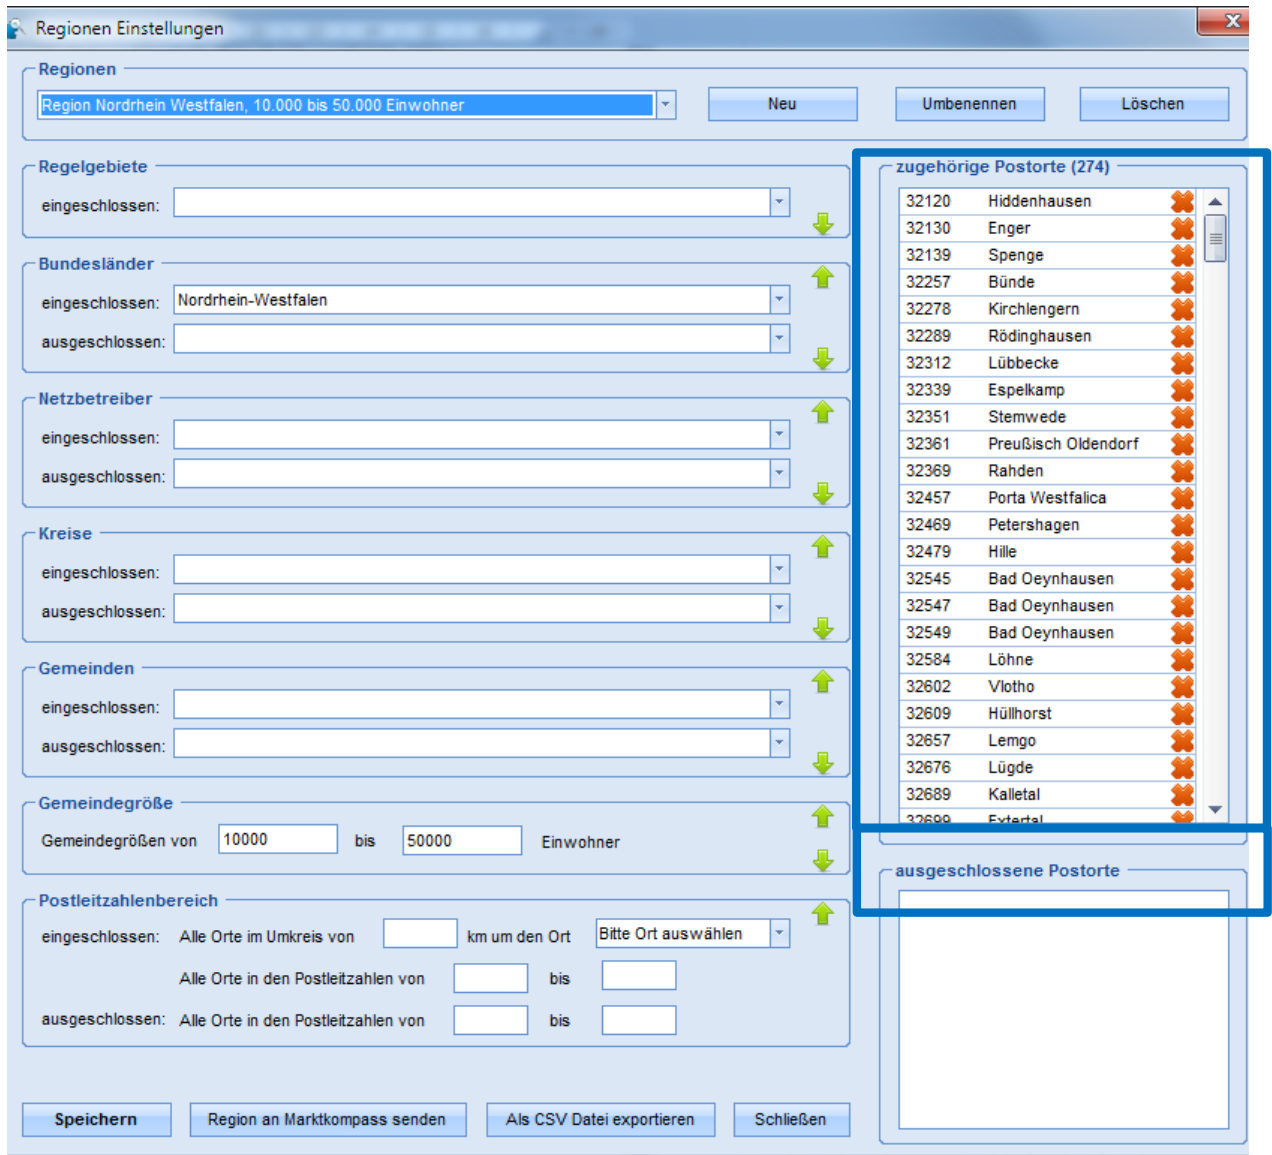 Regionen Einstellungen
Regionen
Region Nordrhein Westfalen, 10.000 bis 50.000 Einwohner
Neu
Umbenennen
Löschen
Regelgebiete
eingeschlossen:
Bundesländer
eingeschlossen: Nordrhein-Westfalen
ausgeschlossen:
Netzbetreiber
eingeschlossen:
ausgeschlossen:
Kreise
eingeschlossen:
ausgeschlossen:
Gemeinden
eingeschlossen:
ausgeschlossen:
Gemeindegröße
Gemeindegrößen von 10000 bis 50000 Einwohner
Postleitzahlenbereich
eingeschlossen: Alle Orte im Umkreis von km um den Ort Bitte Ort auswählen
Alle Orte in den Postleitzahlen von bis
ausgeschlossen: Alle Orte in den Postleitzahlen von bis
zugehörige Postorte (274)
32120 Hiddenhausen
32130 Enger
32139 Spenge
32257 Bünde
32278 Kirchlengern
32289 Rödinghausen
32312 Lübbecke
32339 Espelkamp
32351 Stemwede
32361 Preußisch Oldendorf
32369 Rahden
32457 Porta Westfalica
32469 Petershagen
32479 Hille
32545 Bad Oeynhausen
32547 Bad Oeynhausen
32549 Bad Oeynhausen
32584 Löhne
32602 Vlotho
32609 Hüllhorst
32657 Lemgo
32676 Lügde
32689 Kalletal
32699 Extertal
ausgeschlossene Postorte
Speichern
Region an Marktkompass senden
Als CSV Datei exportieren
Schließen